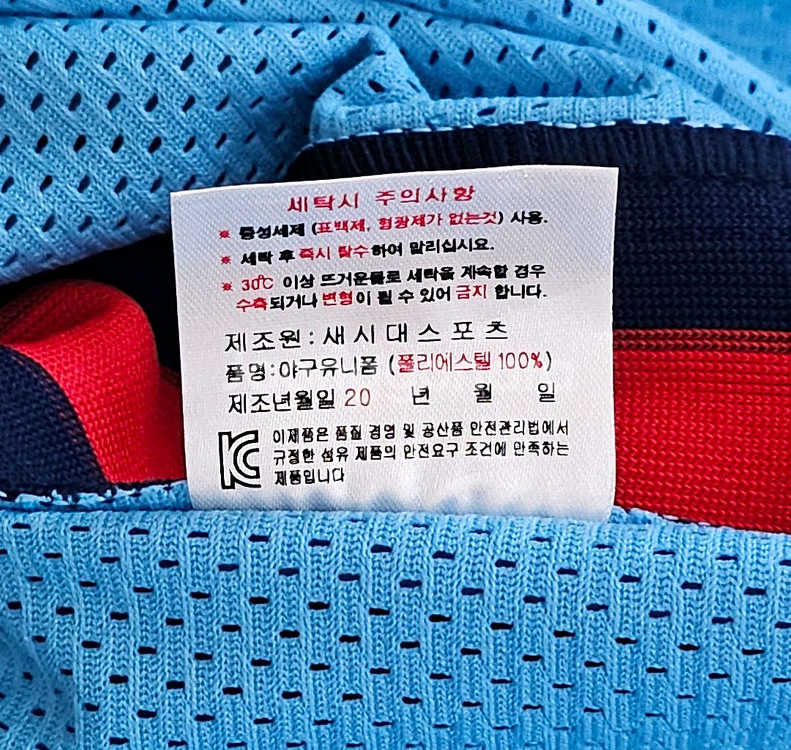 세탁시 주의사항
※ 중성세제 (표백제, 형광제가 없는것) 사용.
※ 세탁 후 즉시 탈수하여 말리십시요.
※ 30℃ 이상 뜨거운물로 세탁을 계속할 경우
수축되거나 변형이 될 수 있어 금지 합니다.
제조원 : 새시대스포츠
품명 : 야구유니폼 (폴리에스텔 100%)
제조년월일 20 년 월 일
KC 이제품은 품질 경영 및 공산품 안전관리법에서
규정한 섬유 제품의 안전요구 조건에 만족하는
제품입니다